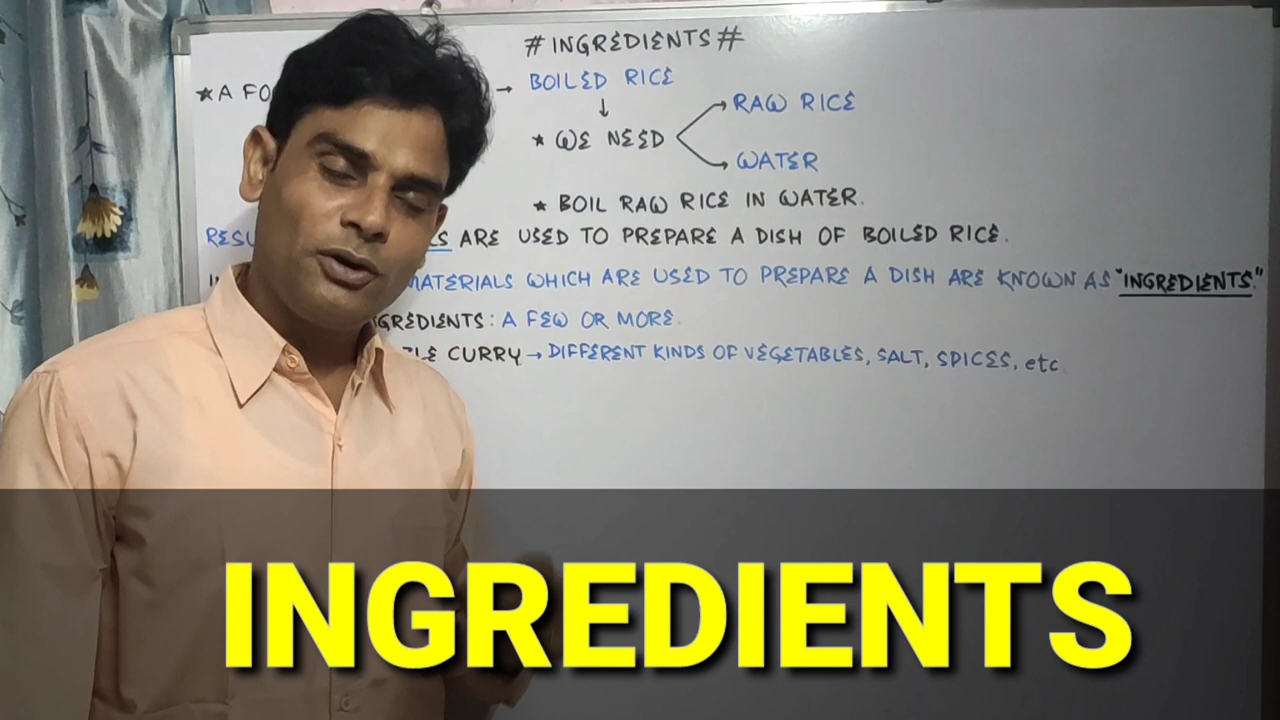 #INGREDIENTS#
★A FO → BOILED RICE
↓
★ WE NEED → RAW RICE
→ WATER
★ BOIL RAW RICE IN WATER.
RESU LS ARE USED TO PREPARE A DISH OF BOILED RICE.
MATERIALS WHICH ARE USED TO PREPARE A DISH ARE KNOWN AS "INGREDIENTS."
GREDIENTS: A FEW OR MORE.
CURRY → DIFFERENT KINDS OF VEGETABLES, SALT, SPICES, etc
INGREDIENTS